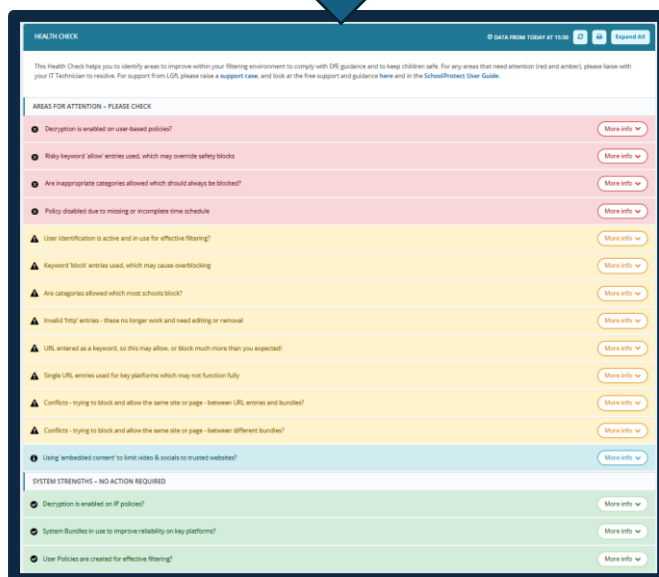 HEALTH CHECK
DATA FROM TODAY AT 15:30
Expand All
This Health Check helps you to identify areas to improve within your filtering environment to comply with DfE guidance and to keep children safe. For any areas that need attention (red and amber), please liaise with
your IT Technician to resolve. For support from LGfL please raise a support case, and look at the free support and guidance here and in the SchoolProtect User Guide.
AREAS FOR ATTENTION – PLEASE CHECK
Decryption is enabled on user-based policies?
More info
Risky keyword 'allow' entries used, which may override safety blocks
More info
Are inappropriate categories allowed which should always be blocked?
More info
Policy disabled due to missing or incomplete time schedule
More info
User identification is active and in use for effective filtering?
More info
Keyword 'block' entries used, which may cause overblocking
More info
Are categories allowed which most schools block?
More info
Invalid 'http' entries - these no longer work and need editing or removal
More info
URL entered as a keyword, so this may allow, or block much more than you expected!
More info
Single URL entries used for key platforms which may not function fully
More info
Conflicts - trying to block and allow the same site or page - between URL entries and bundles?
More info
Conflicts - trying to block and allow the same site or page - between different bundles?
More info
Using 'embedded content' to limit video & socials to trusted websites?
More info
SYSTEM STRENGTHS – NO ACTION REQUIRED
Decryption is enabled on IP policies?
More info
System Bundles in use to improve reliability on key platforms?
More info
User Policies are created for effective filtering?
More info